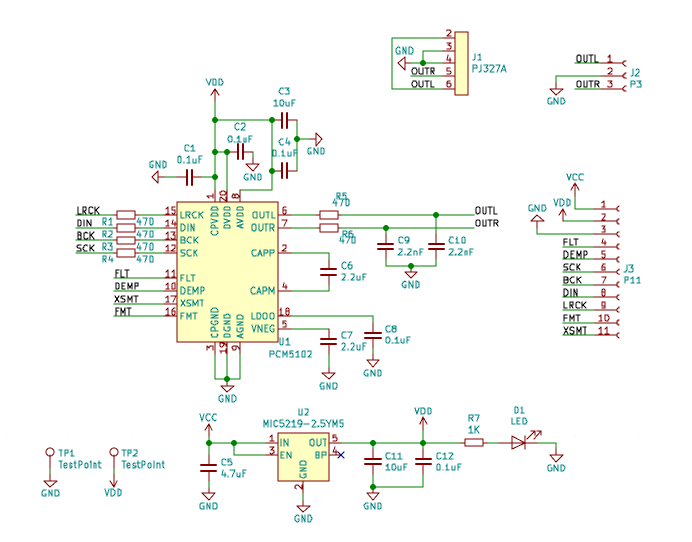 2
3
4
5
6
GND
OUTR
OUTL
J1
PJ327A
OUTL
1
2
OUTR
3
J2
P3
GND
VDD
C3
10uF
C2
0.1uF
C4
0.1uF
GND
C1
0.1uF
GND
GND
1
20
8
CPVDD
DVDD
AVDD
LRCK
R1
47Ω
15
LRCK
DIN
R2
47Ω
14
DIN
BCK
R3
47Ω
13
BCK
SCK
R4
47Ω
12
SCK
FLT
11
FLT
DEMP
10
DEMP
XSMT
17
XSMT
FMT
16
FMT
OUTL
6
OUTR
7
CAPP
2
CAPM
4
LDOO
18
VNEG
5
CPGND
DGND
AGND
3
19
9
U1
PCM5102
GND
R5
47Ω
R6
47Ω
OUTL
OUTR
C9
2.2nF
C10
2.2nF
GND
C6
2.2uF
C7
2.2uF
GND
C8
0.1uF
GND
VCC
VDD
GND
1
2
3
FLT
4
DEMP
5
SCK
6
BCK
7
DIN
8
LRCK
9
FMT
10
XSMT
11
J3
P11
TP1
TestPoint
GND
TP2
TestPoint
VDD
VCC
C5
4.7uF
GND
U2
MIC5219-2.5YM5
1
IN
3
EN
OUT
5
BP
4
GND
2
GND
C11
10uF
GND
VDD
C12
0.1uF
R7
1K
D1
LED
GND